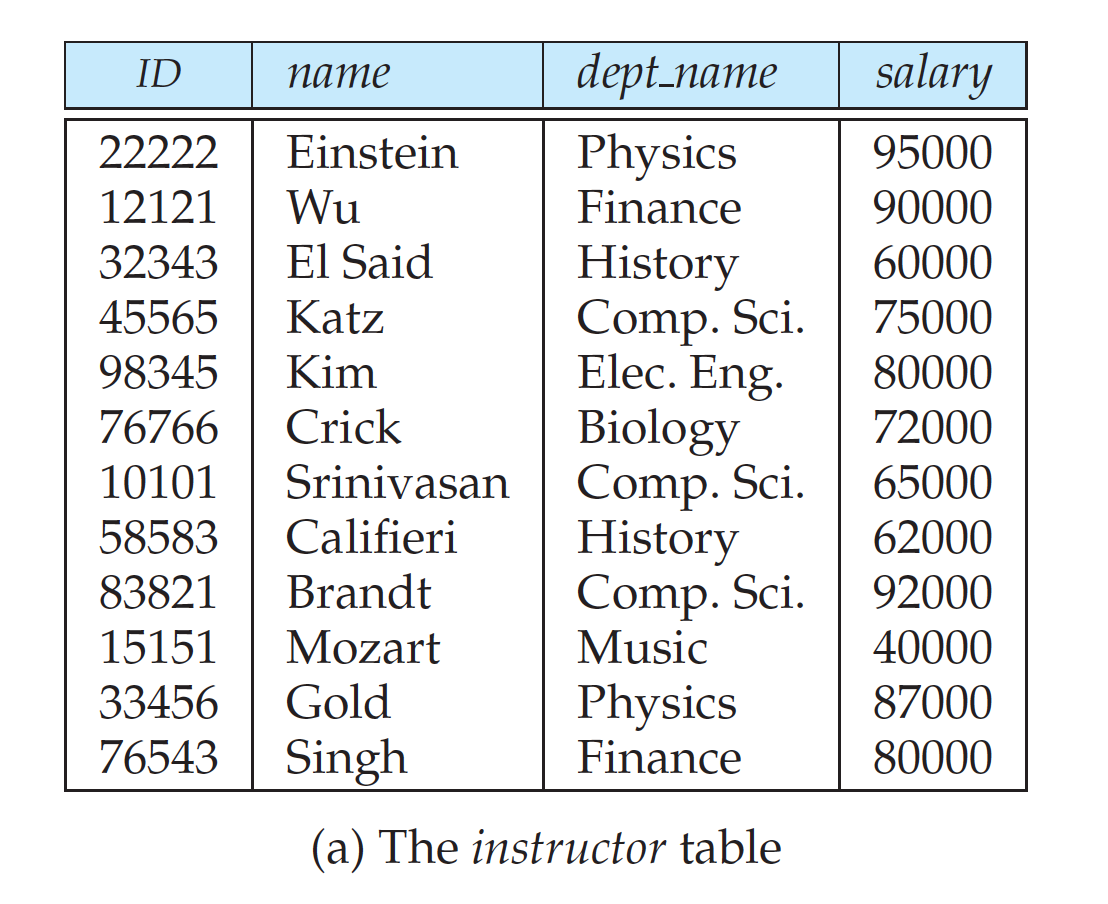 ID name dept_name salary
22222 Einstein Physics 95000
12121 Wu Finance 90000
32343 El Said History 60000
45565 Katz Comp. Sci. 75000
98345 Kim Elec. Eng. 80000
76766 Crick Biology 72000
10101 Srinivasan Comp. Sci. 65000
58583 Califieri History 62000
83821 Brandt Comp. Sci. 92000
15151 Mozart Music 40000
33456 Gold Physics 87000
76543 Singh Finance 80000
(a) The instructor table